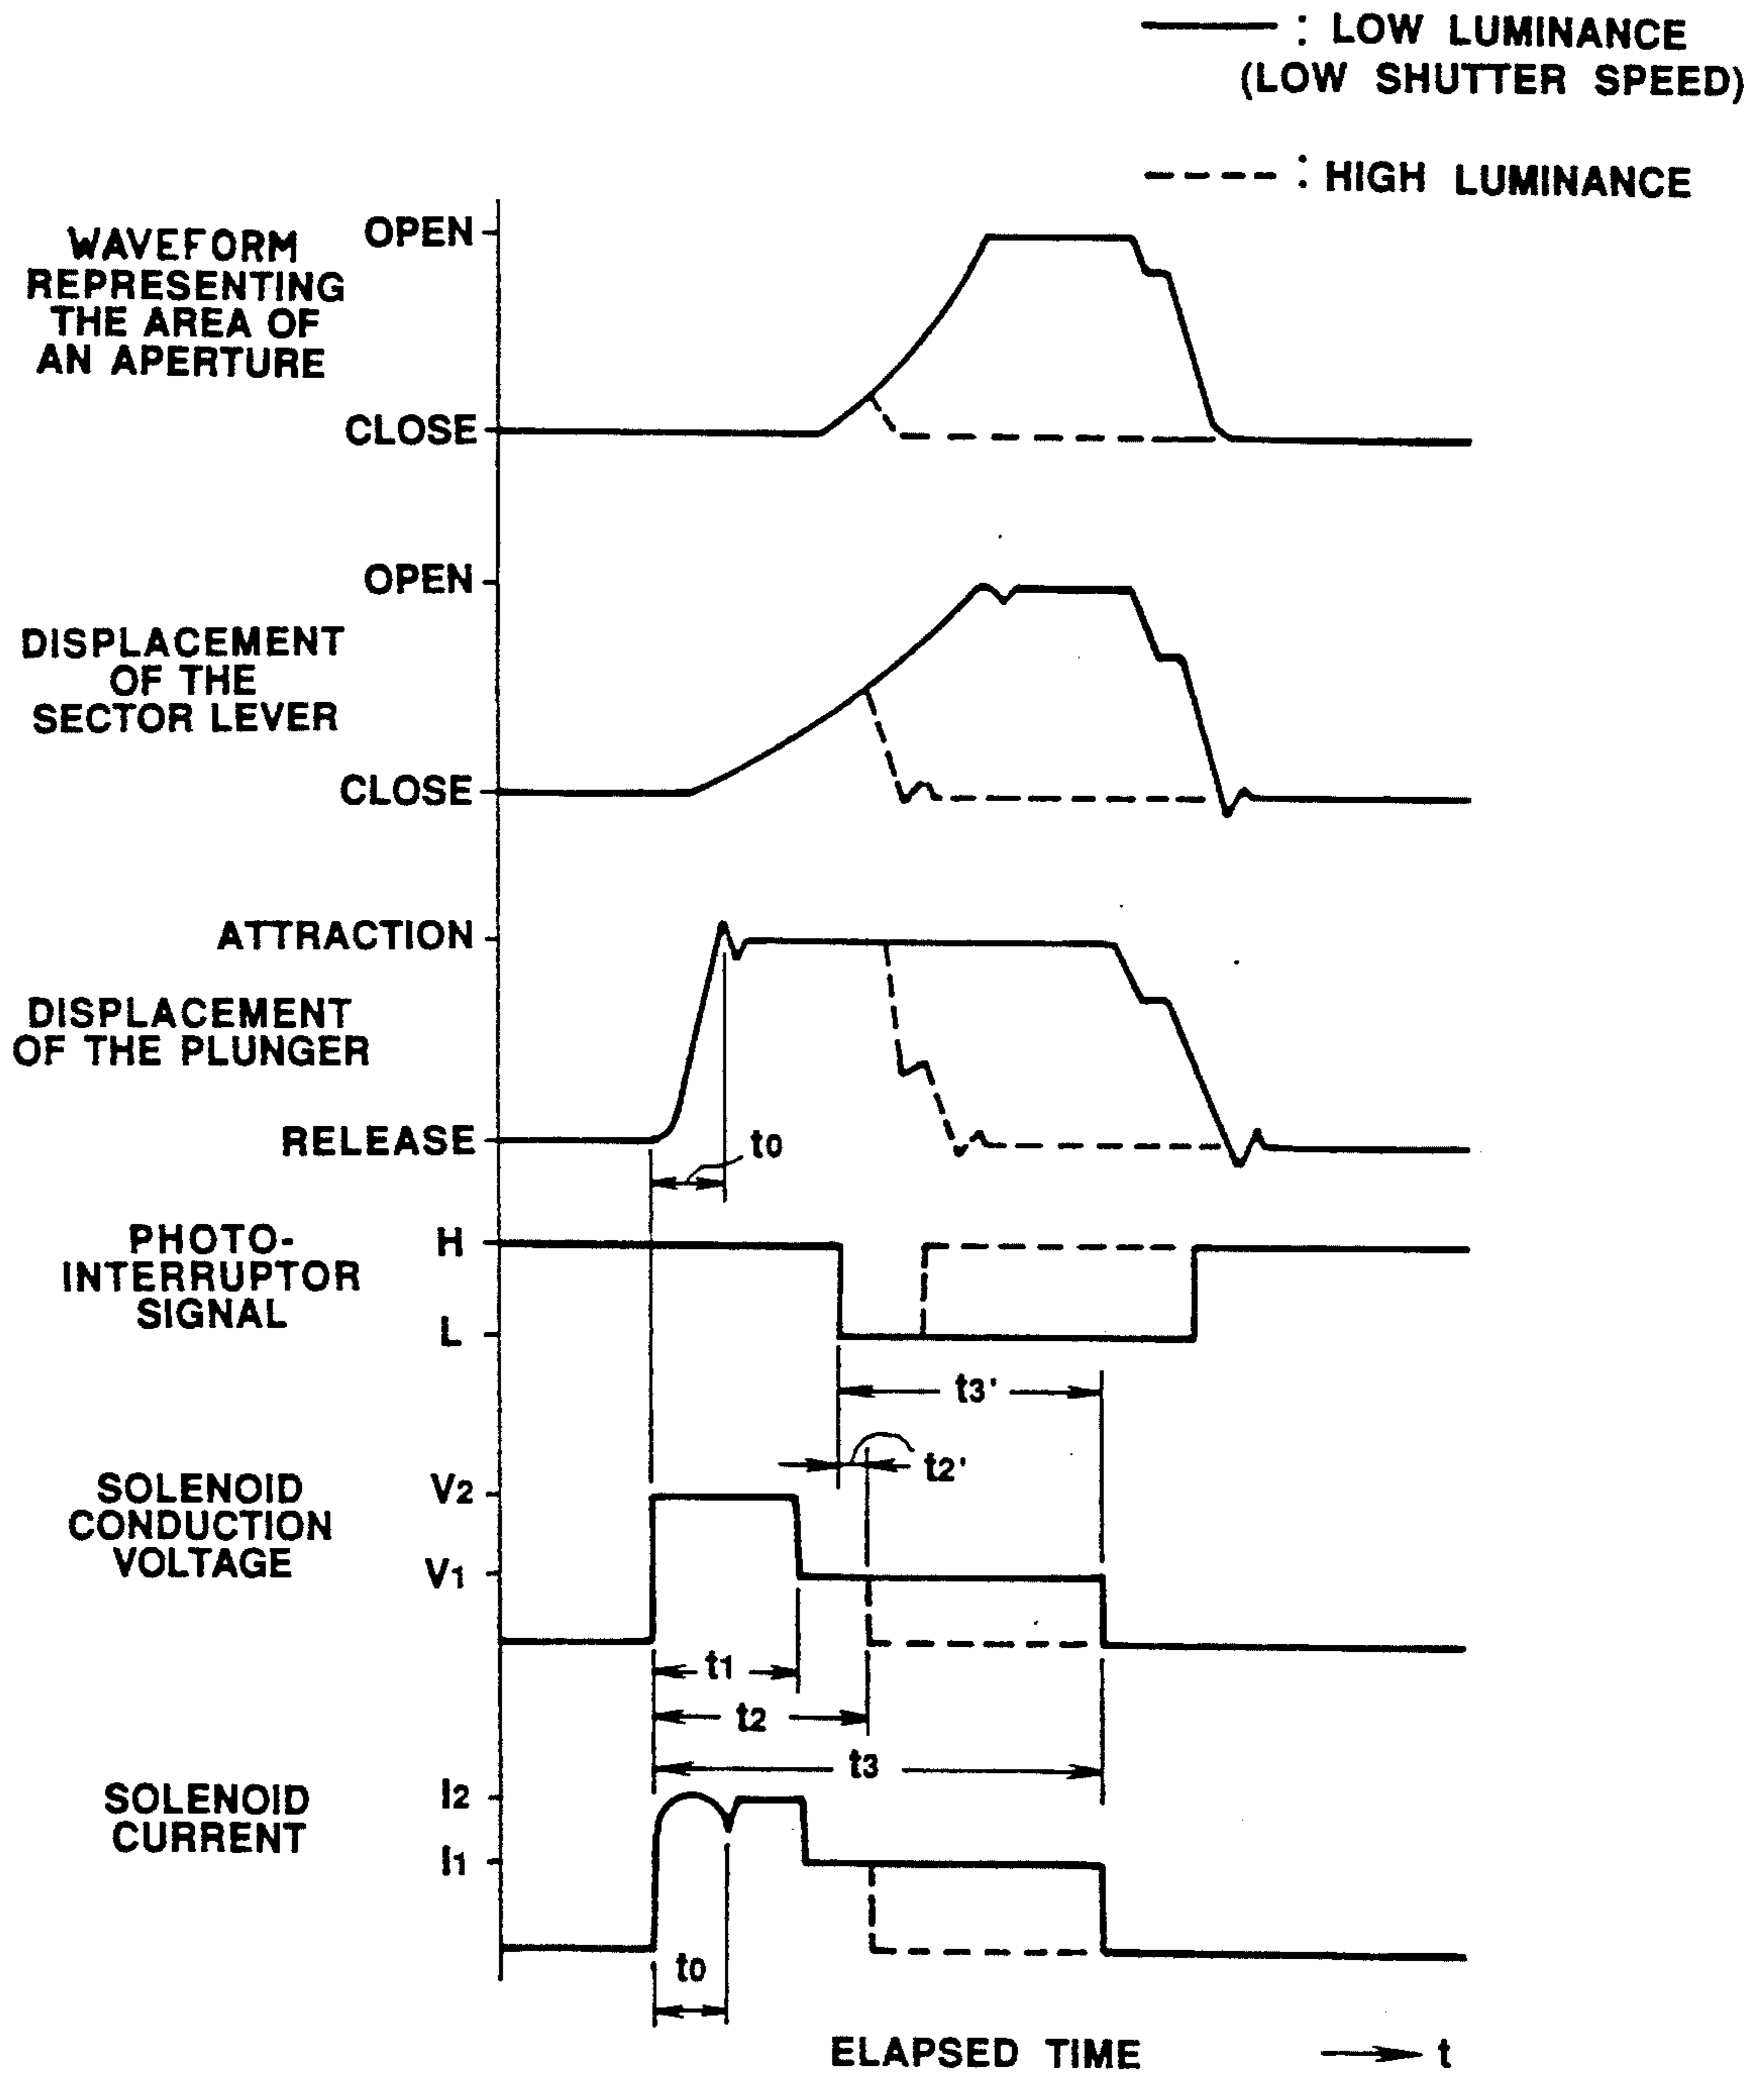 : LOW LUMINANCE
(LOW SHUTTER SPEED)
: HIGH LUMINANCE
WAVEFORM
REPRESENTING
THE AREA OF
AN APERTURE
OPEN
CLOSE
DISPLACEMENT
OF THE
SECTOR LEVER
OPEN
CLOSE
DISPLACEMENT
OF THE PLUNGER
ATTRACTION
RELEASE
t0
PHOTO-
INTERRUPTOR
SIGNAL
H
L
t3'
t2'
SOLENOID
CONDUCTION
VOLTAGE
V2
V1
t1
t2
t3
SOLENOID
CURRENT
I2
I1
t0
ELAPSED TIME
t